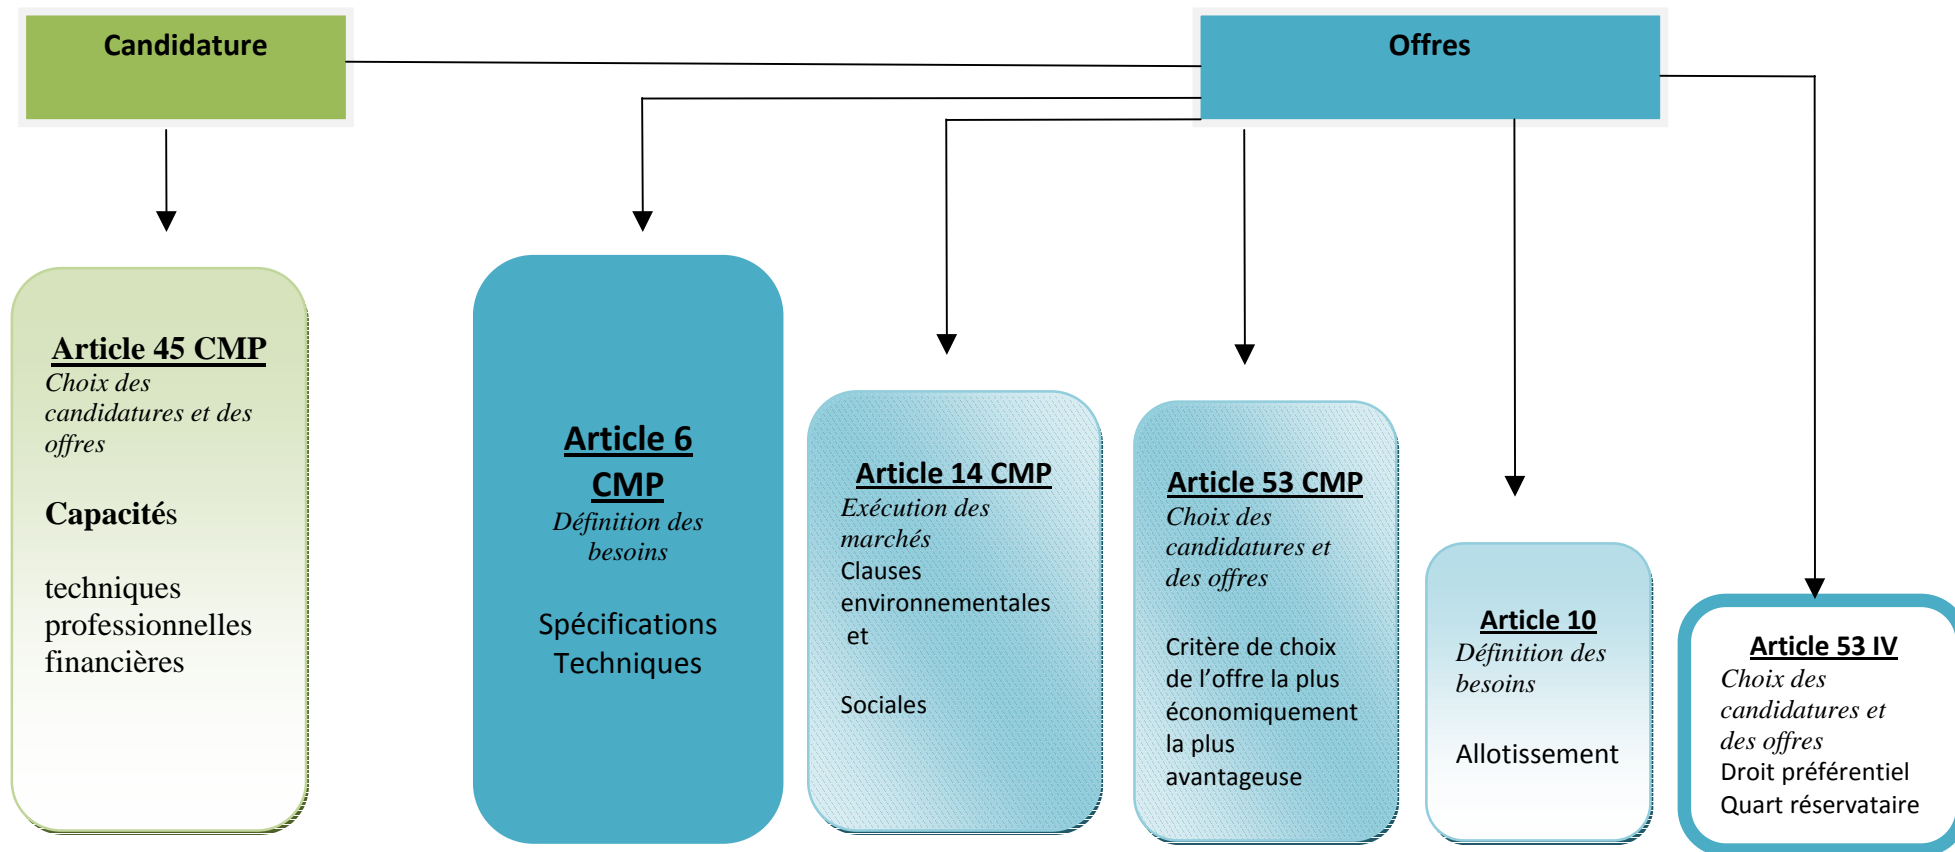 Candidature
Offres
Article 45 CMP
Choix des
candidatures et des
offres
Capacités
techniques
professionnelles
financières
Article 6
CMP
Définition des
besoins
Spécifications
Techniques
Article 14 CMP
Exécution des
marchés
Clauses
environnementales
et
Sociales
Article 53 CMP
Choix des
candidatures et
des offres
Critère de choix
de l’offre la plus
économiquement
la plus
avantageuse
Article 10
Définition des
besoins
Allotissement
Article 53 IV
Choix des
candidatures et
des offres
Droit préférentiel
Quart réservataire